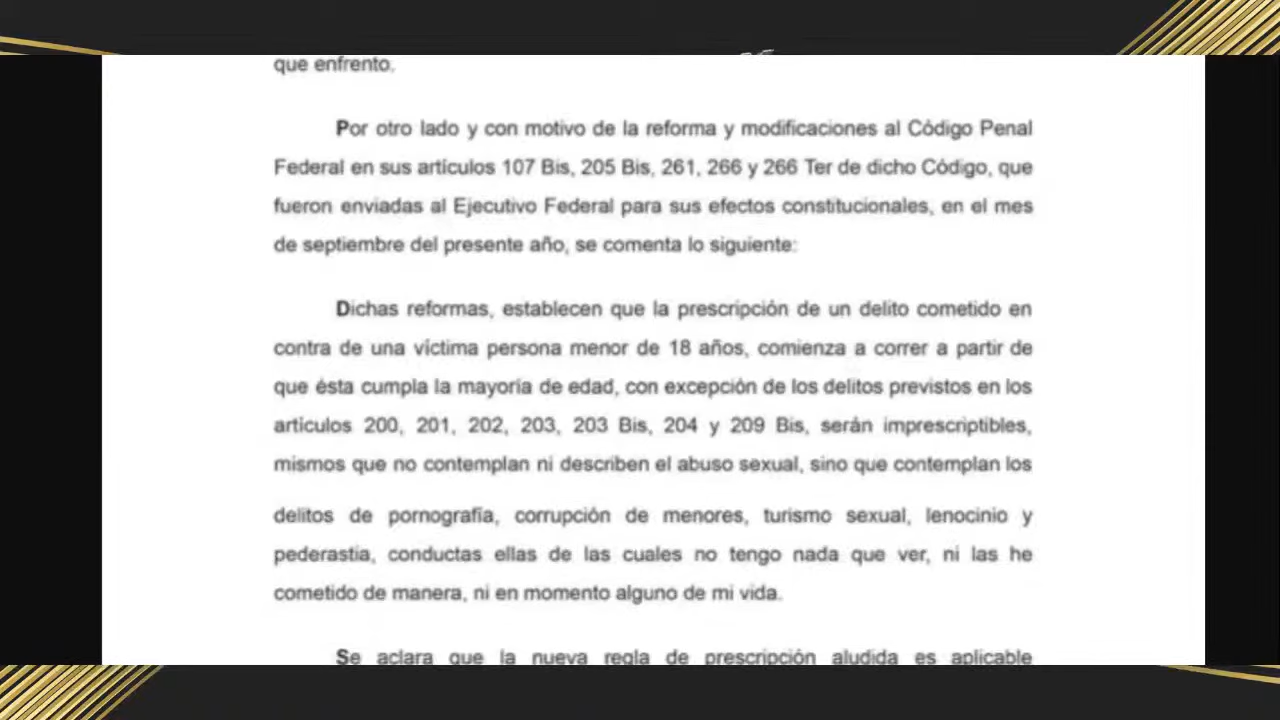 que enfrento.
Por otro lado y con motivo de la reforma y modificaciones al Código Penal
Federal en sus artículos 107 Bis, 205 Bis, 261, 266 y 266 Ter de dicho Código, que
fueron enviadas al Ejecutivo Federal para sus efectos constitucionales, en el mes
de septiembre del presente año, se comenta lo siguiente:
Dichas reformas, establecen que la prescripción de un delito cometido en
contra de una víctima persona menor de 18 años, comienza a correr a partir de
que ésta cumpla la mayoría de edad, con excepción de los delitos previstos en los
artículos 200, 201, 202, 203, 203 Bis, 204 y 209 Bis, serán imprescriptibles,
mismos que no contemplan ni describen el abuso sexual, sino que contemplan los
delitos de pornografía, corrupción de menores, turismo sexual, lenocinio y
pederastia, conductas ellas de las cuales no tengo nada que ver, ni las he
cometido de manera, ni en momento alguno de mi vida.
Se aclara que la nueva regla de prescripción aludida es aplicable